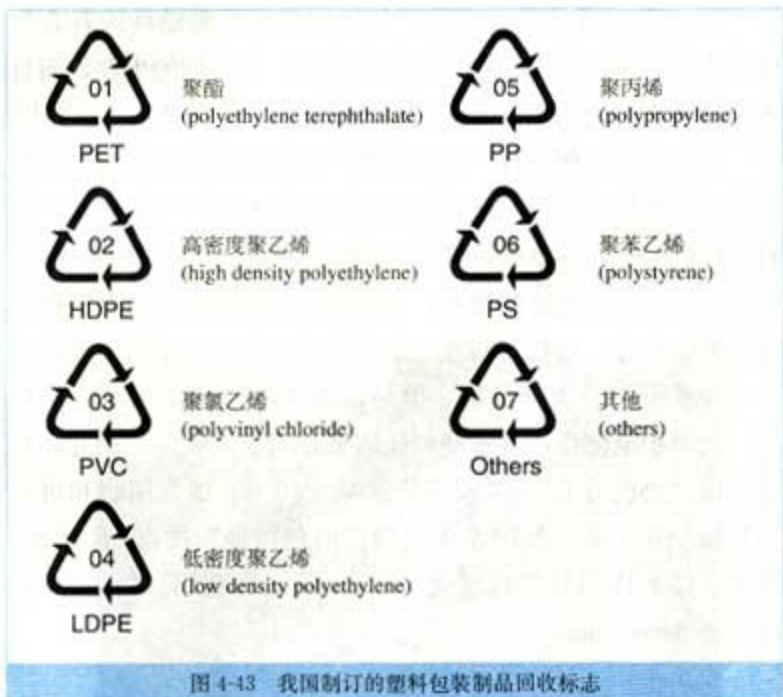 01
聚酯
(polyethylene terephthalate)
PET
02
高密度聚乙烯
(high density polyethylene)
HDPE
03
聚氯乙烯
(polyvinyl chloride)
PVC
04
低密度聚乙烯
(low density polyethylene)
LDPE
05
聚丙烯
(polypropylene)
PP
06
聚苯乙烯
(polystyrene)
PS
07
其他
(others)
Others
图 4-43 我国制订的塑料包装制品回收标志